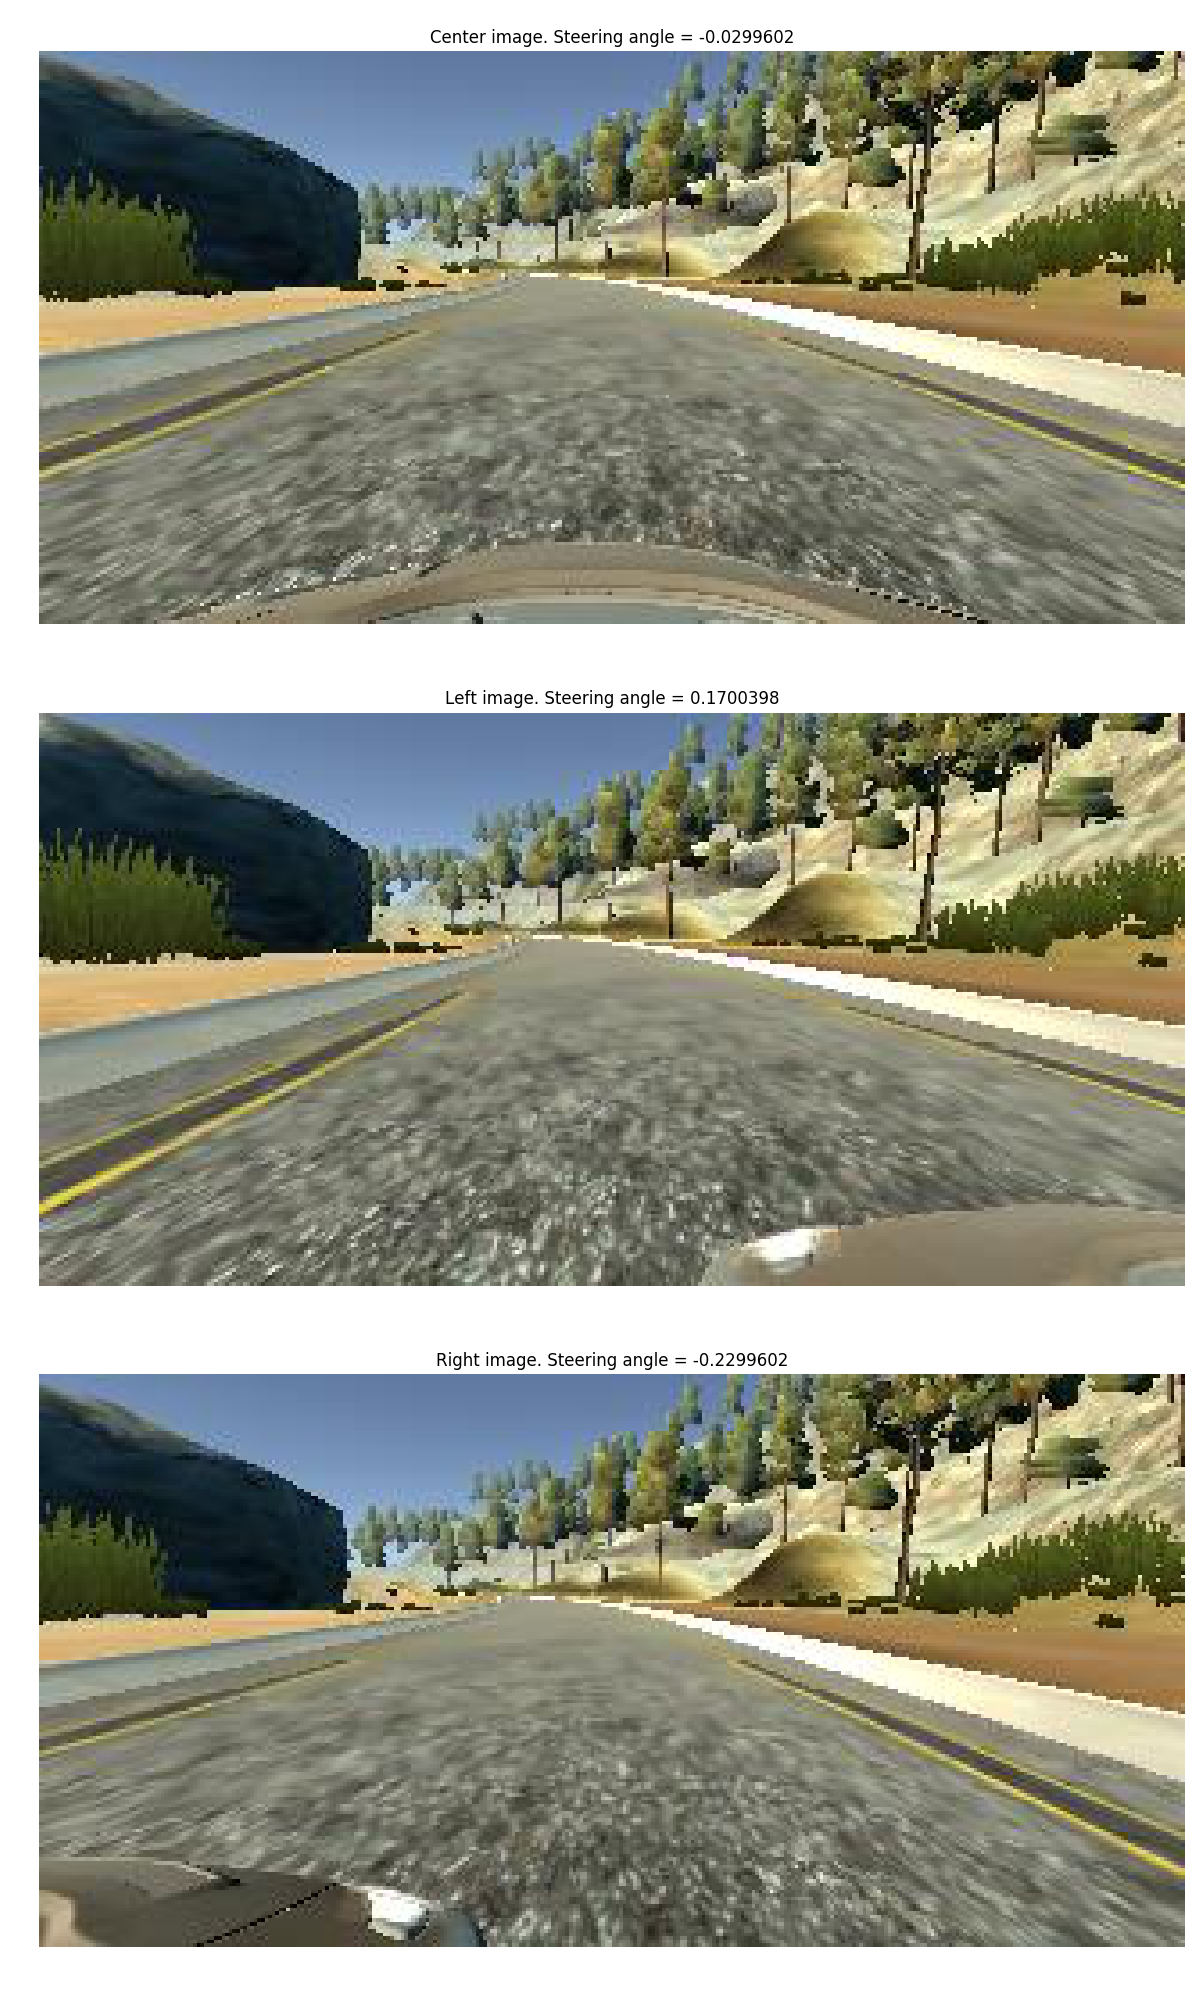 Center image. Steering angle = -0.0299602
Left image. Steering angle = 0.1700398
Right image. Steering angle = -0.2299602